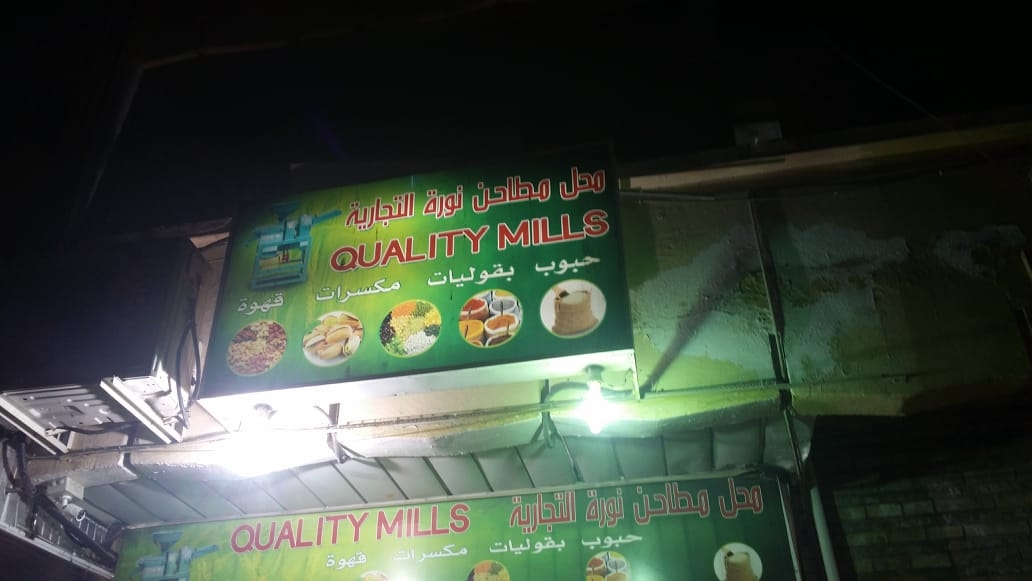 محل مطاحن نورة التجارية
QUALITY MILLS
حبوب بقوليات مكسرات قهوة
QUALITY MILLS محل مطاحن نورة التجارية
حبوب بقوليات مكسرات قهوة